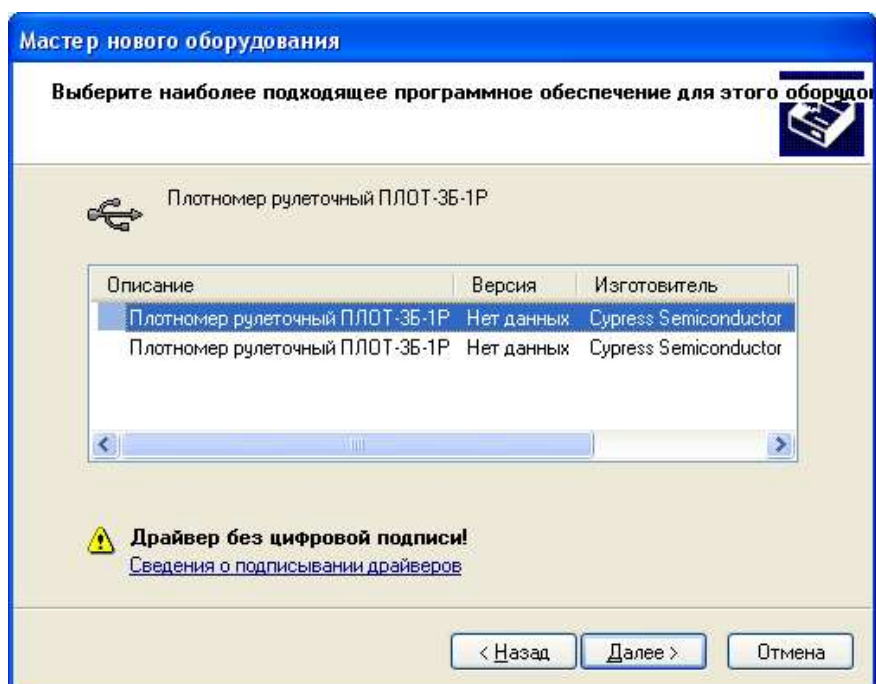 Мастер нового оборудования
Выберите наиболее подходящее программное обеспечение для этого
Плотномер рулеточный ПЛОТ-3Б-1Р
Описание Версия Изготовитель
Плотномер рулеточный ПЛОТ-3Б-1Р Нет данных Cypress Semiconductor
Плотномер рулеточный ПЛОТ-3Б-1Р Нет данных Cypress Semiconductor
Драйвер без цифровой подписи!
Сведения о подписывании драйверов
< Назад Далее > Отмена